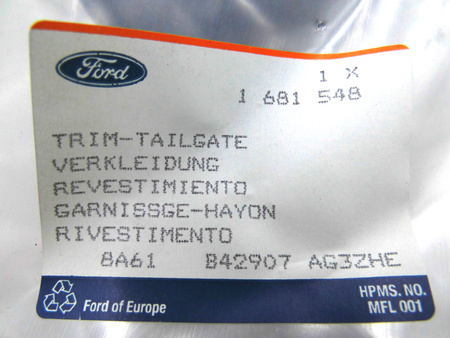 Ford
1 X
1 681 548
TRIM-TAILGATE
VERKLEIDUNG
REVESTIMIENTO
GARNISSGE-HAYON
RIVESTIMENTO
8A61 B42907 AG3ZHE
Ford of Europe
HPMS. NO.
MFL 001